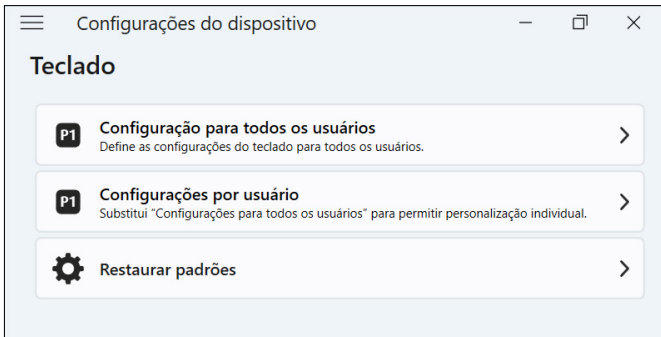 Configurações do dispositivo
Teclado
P1
Configuração para todos os usuários
Define as configurações do teclado para todos os usuários.
P1
Configurações por usuário
Substitui “Configurações para todos os usuários” para permitir personalização individual.
Restaurar padrões